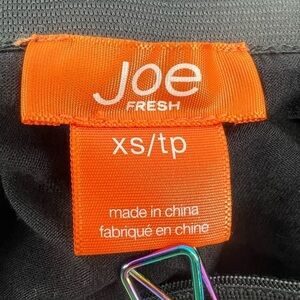 Joe
FRESH
xs/tp
made in china
fabriqué en chine